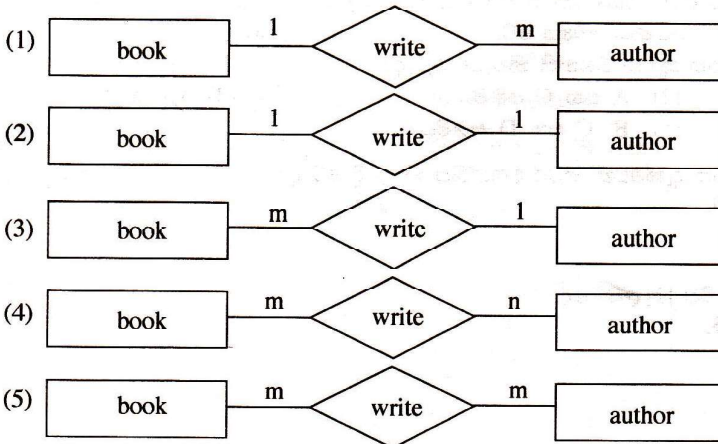 (1) book 1 write m author
(2) book 1 write 1 author
(3) book m write 1 author
(4) book m write n author
(5) book m write m author